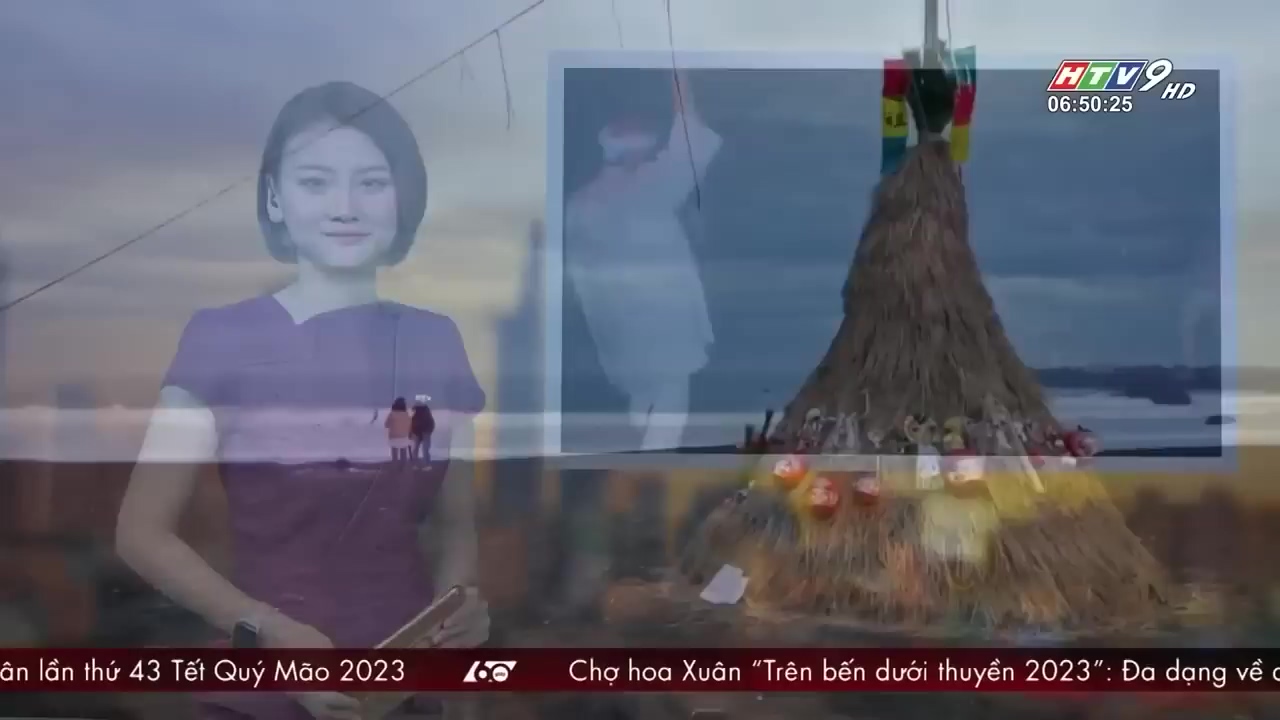 HTV9 HD
06:50:25
ân lần thứ 43 Tết Quý Mão 2023 60 Chợ hoa Xuân “Trên bến dưới thuyền 2023”: Đa dạng về